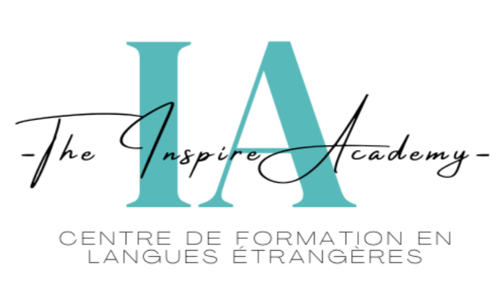 IA
-The Inspire Academy-
CENTRE DE FORMATION EN
LANGUES ÉTRANGÈRES